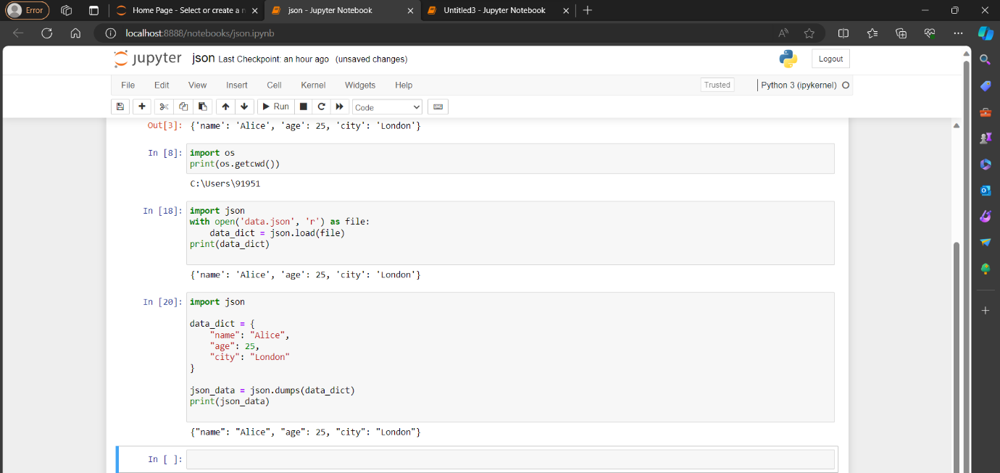 Error
Home Page - Select or create a n
json - Jupyter Notebook
Untitled3 - Jupyter Notebook
localhost:8888/notebooks/json.ipynb
jupyter json Last Checkpoint: an hour ago (unsaved changes)
Logout
File Edit View Insert Cell Kernel Widgets Help
Trusted
Python 3 (ipykernel)
Run
Code
Out[3]: {'name': 'Alice', 'age': 25, 'city': 'London'}
In [8]: import os
print(os.getcwd())
C:\Users\91951
In [18]: import json
with open('data.json', 'r') as file:
    data_dict = json.load(file)
print(data_dict)
{'name': 'Alice', 'age': 25, 'city': 'London'}
In [20]: import json
data_dict = {
    "name": "Alice",
    "age": 25,
    "city": "London"
}
json_data = json.dumps(data_dict)
print(json_data)
{"name": "Alice", "age": 25, "city": "London"}
In [ ]: